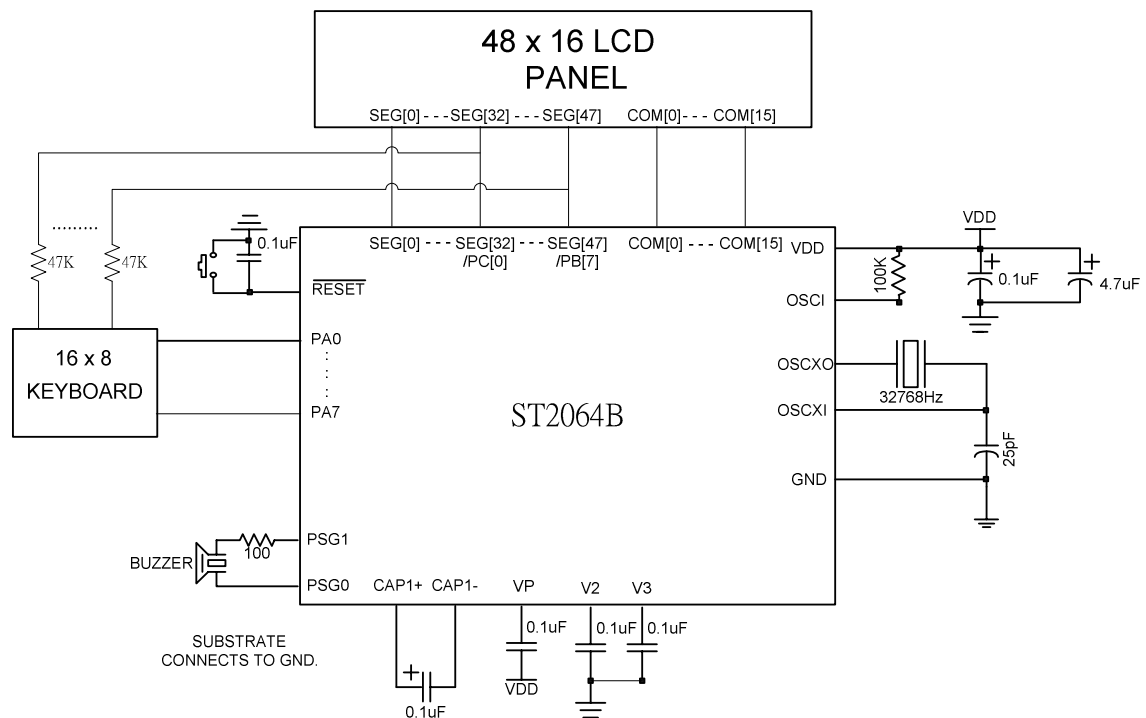 48 x 16 LCD
PANEL
SEG[0] - - - SEG[32] - - - SEG[47] COM[0] - - - COM[15]
SEG[0] - - - SEG[32] - - - SEG[47] COM[0] - - - COM[15]
/PC[0] /PB[7]
VDD
VDD
0.1uF
.........
47K
47K
RESET
100K
0.1uF
4.7uF
OSCI
16 x 8
KEYBOARD
PA0
PA7
OSCXO
32768Hz
OSCXI
ST2064B
25pF
GND
BUZZER
100
PSG1
PSG0
CAP1+ CAP1- VP V2 V3
0.1uF
0.1uF
0.1uF
SUBSTRATE
CONNECTS TO GND.
+
0.1uF
VDD